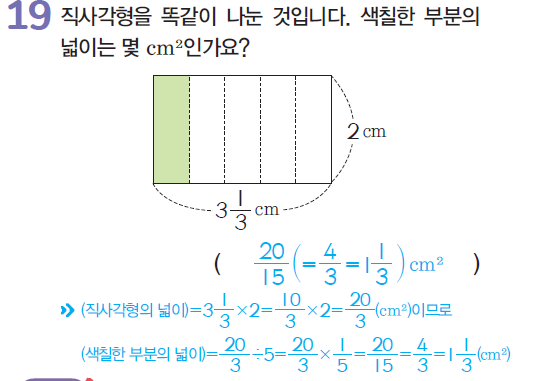 19 직사각형을 똑같이 나눈 것입니다. 색칠한 부분의
넓이는 몇 cm²인가요?
2 cm
3 1/3 cm
( 20/15 (= 4/3 = 1 1/3) cm² )
» (직사각형의 넓이)=3 1/3 ×2= 10/3 ×2= 20/3 (cm²)이므로
(색칠한 부분의 넓이)= 20/3 ÷5= 20/3 × 1/5 = 20/15 = 4/3 =1 1/3 (cm²)